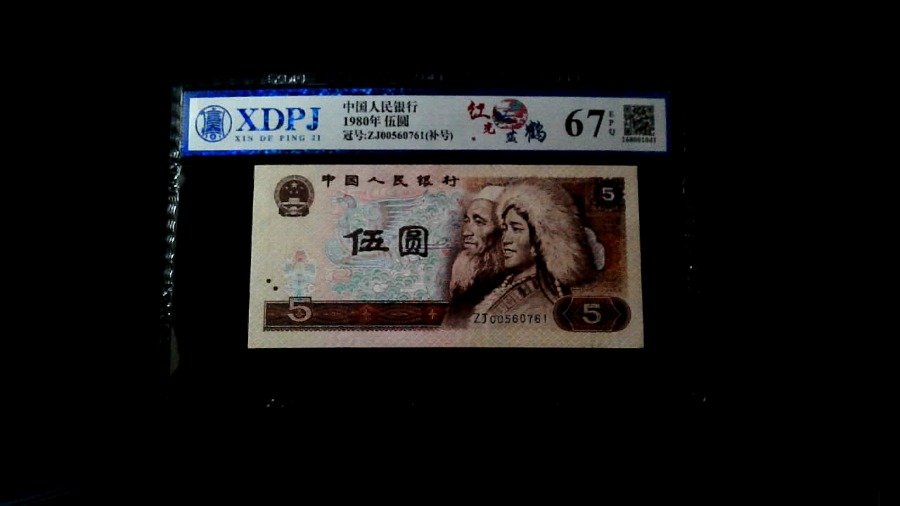 XDPJ
XIN DE PING JI
中国人民银行
1980年 伍圆
冠号:ZJ00560761(补号)
红
光
鹤
67
EPQ
中国人民银行
5
伍圆
5
ZJ00560761
5